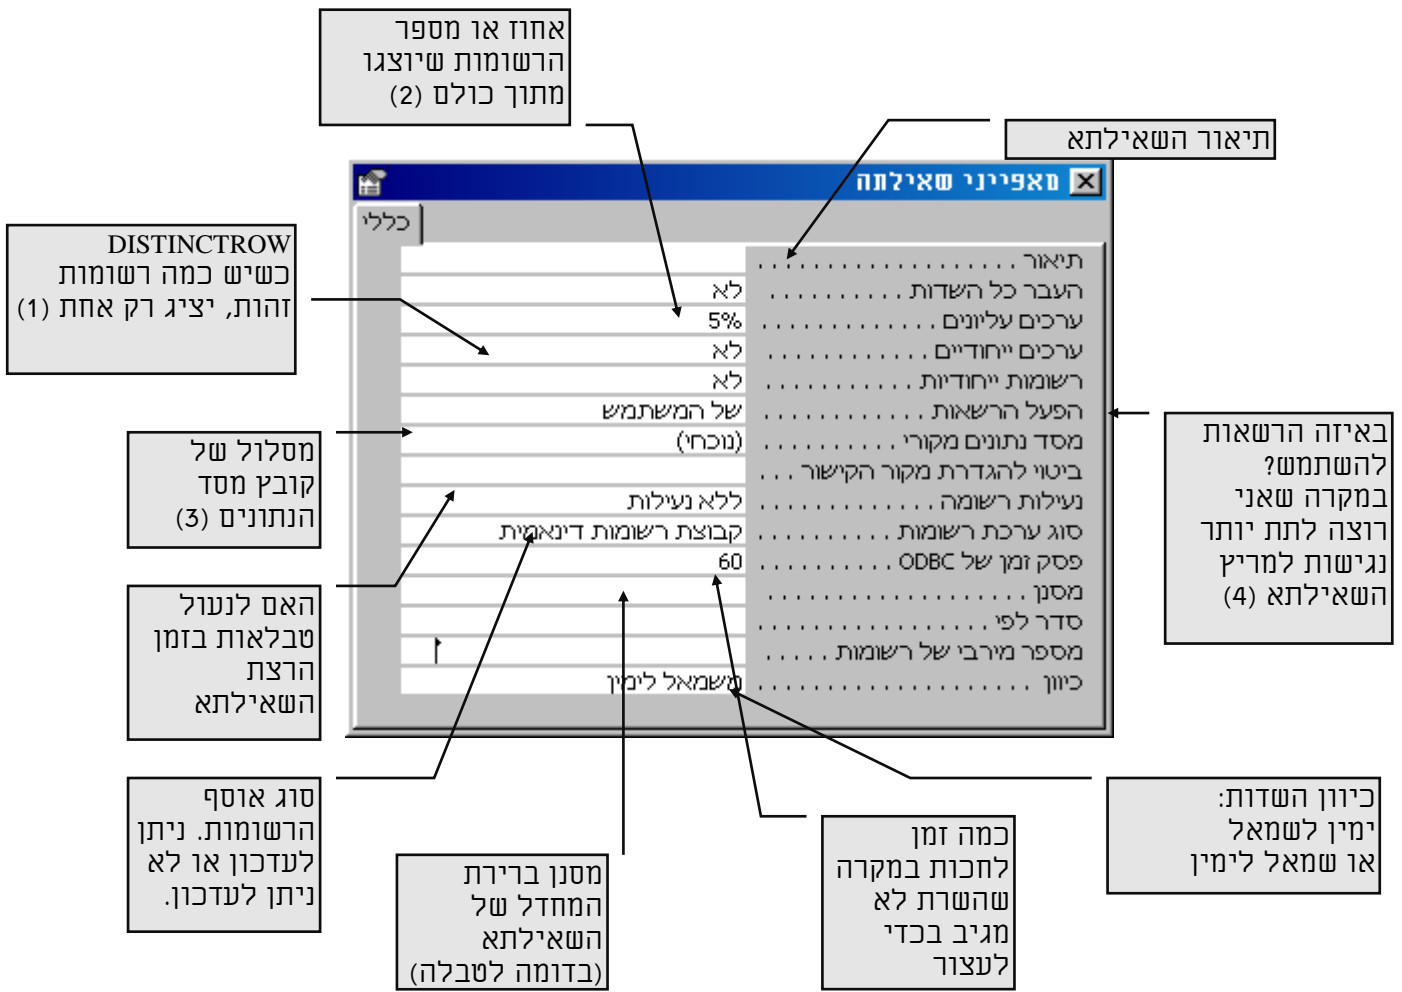 אחוז או מספר
הרשומות שיוצגו
מתוך כולם (2)
תיאור השאילתא
מאפייני שאילתה
כללי
DISTINCTROW
כשיש כמה רשומות
זהות, יציג רק אחת (1)
תיאור . . . . . . . . . . . . . . . . . . .
העבר כל השדות . . . . . . . . . . לא
ערכים עליונים . . . . . . . . . . . . . 5%
ערכים ייחודיים . . . . . . . . . . . . לא
רשומות ייחודיות . . . . . . . . . . . לא
הפעל הרשאות . . . . . . . . . . . . של המשתמש
מסד נתונים מקורי . . . . . . . . . . (נוכחי)
ביטוי להגדרת מקור הקישור . . .
נעילות רשומה . . . . . . . . . . . . . ללא נעילות
סוג ערכת רשומות . . . . . . . . . . קבוצת רשומות דינאמית
פסק זמן של ODBC . . . . . . . . . . 60
מסנן . . . . . . . . . . . . . . . . . .
סדר לפי . . . . . . . . . . . . . . . .
מספר מירבי של רשומות . . . . .
כיוון . . . . . . . . . . . . . . . . . . . . משמאל לימין
באיזה הרשאות
להשתמש?
במקרה שאני
רוצה לתת יותר
נגישות למריץ
השאילתא (4)
מסלול של
קובץ מסד
הנתונים (3)
האם לנעול
טבלאות בזמן
הרצת
השאילתא
סוג אוסף
הרשומות. ניתן
לעדכון או לא
ניתן לעדכון.
מסנן ברירת
המחדל של
השאילתא
(בדומה לטבלה)
כמה זמן
לחכות במקרה
שהשרת לא
מגיב בכדי
לעצור
כיוון השדות:
ימין לשמאל
או שמאל לימין